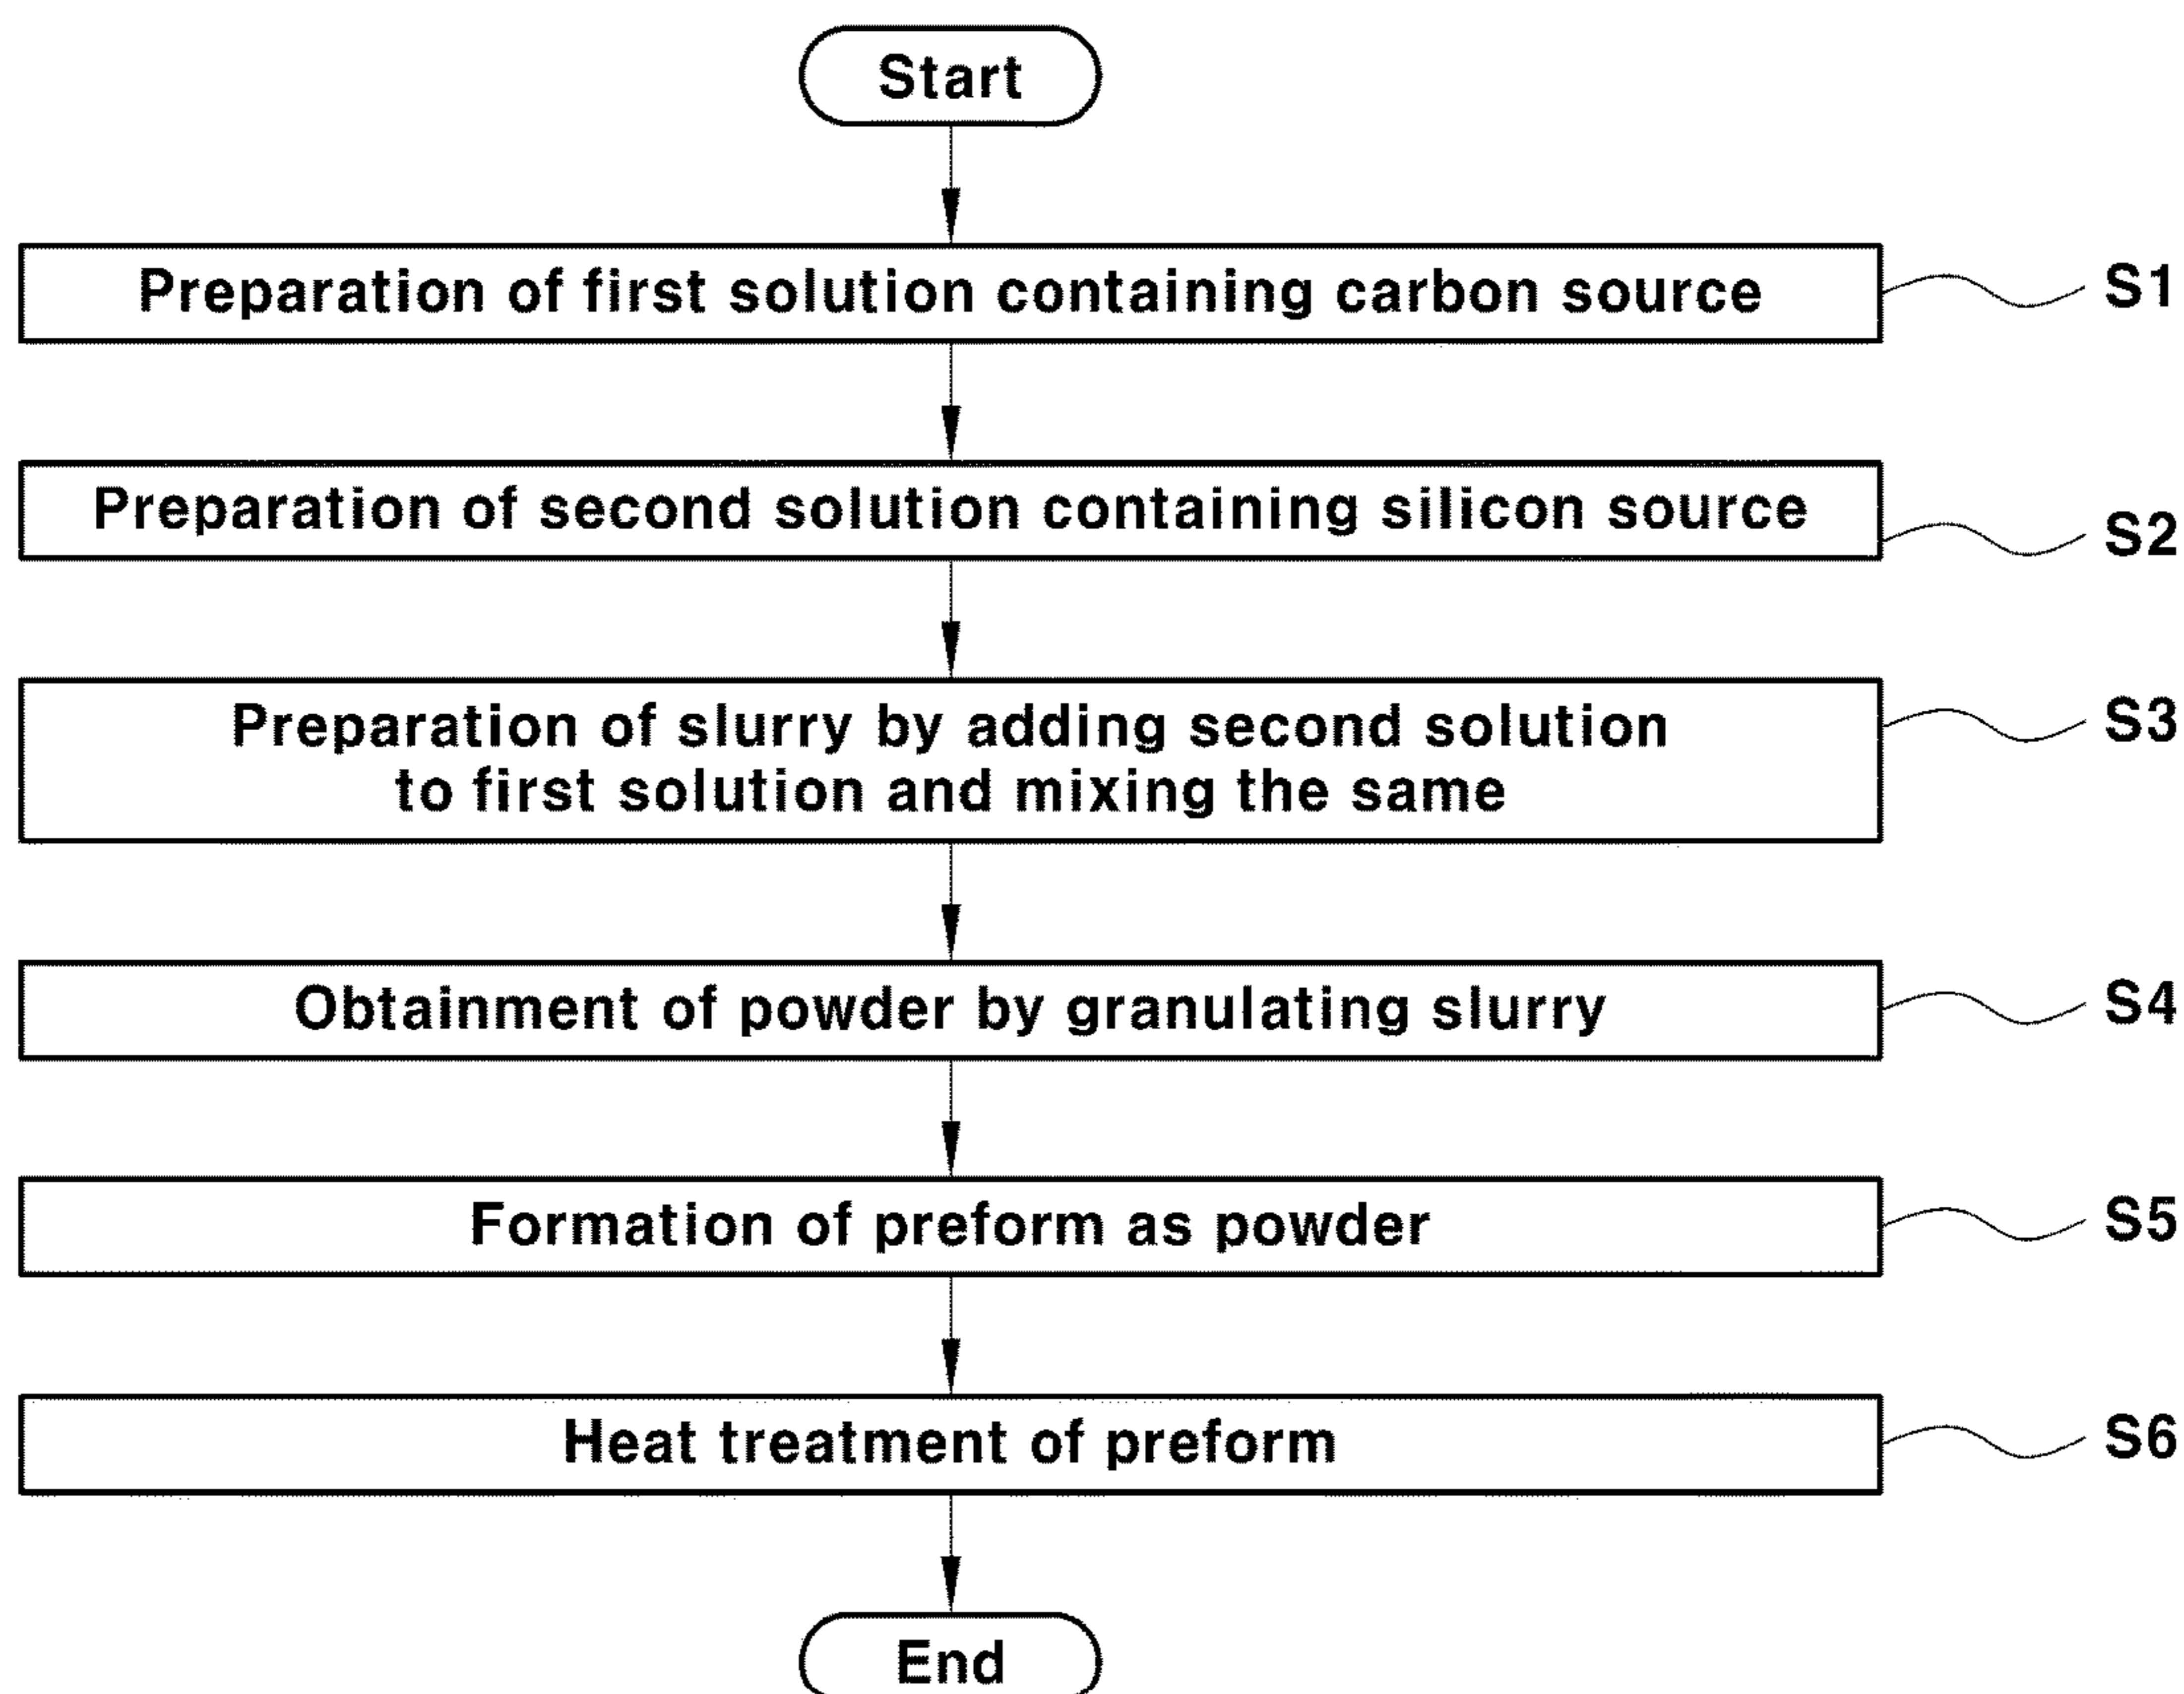 Start
Preparation of first solution containing carbon source
S1
Preparation of second solution containing silicon source
S2
Preparation of slurry by adding second solution
to first solution and mixing the same
S3
Obtainment of powder by granulating slurry
S4
Formation of preform as powder
S5
Heat treatment of preform
S6
End